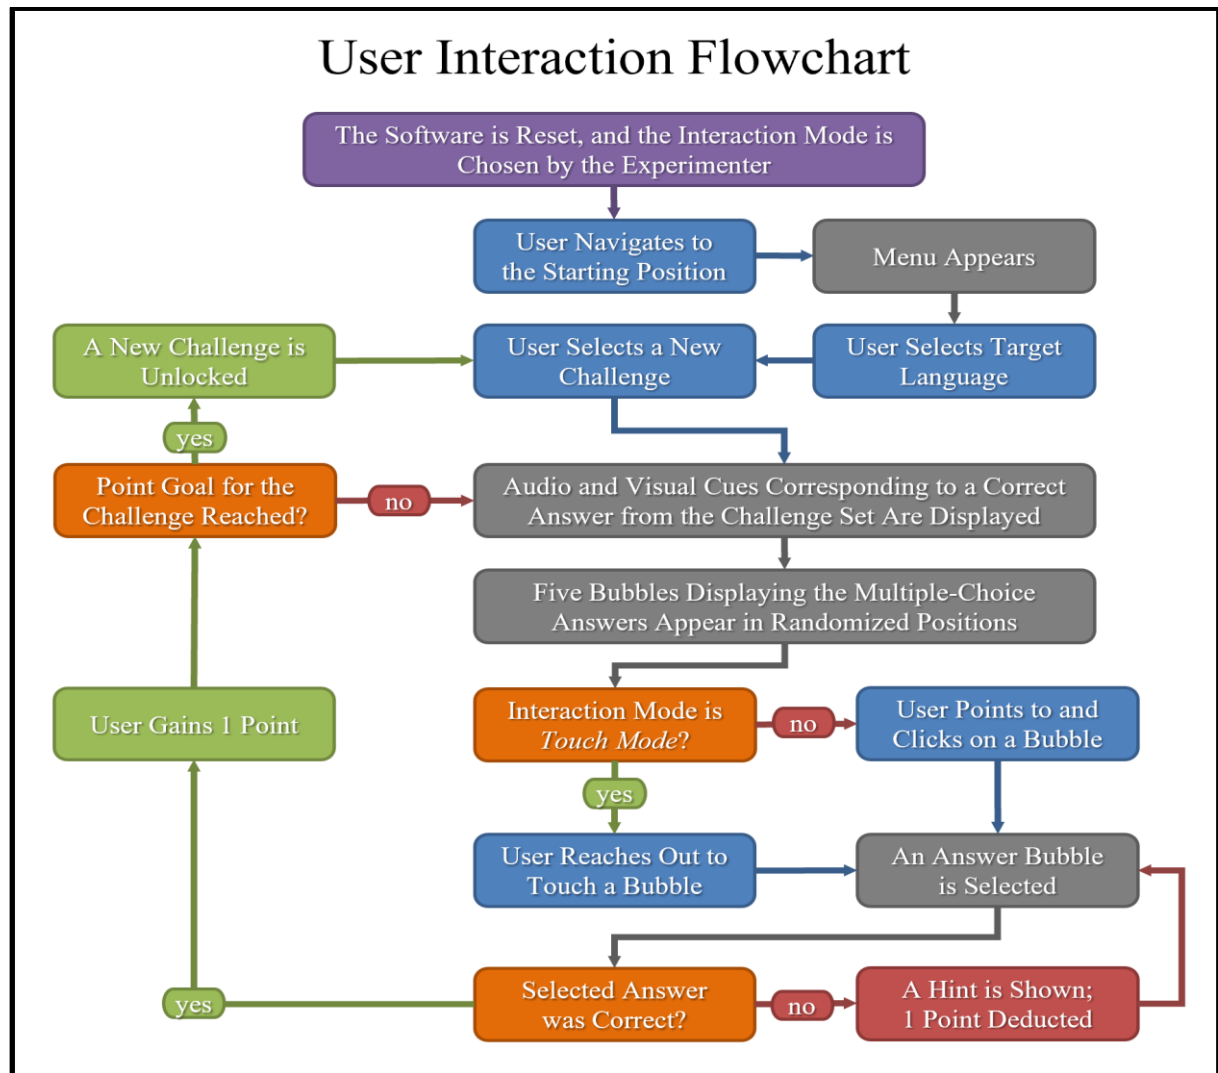 User Interaction Flowchart
The Software is Reset, and the Interaction Mode is
Chosen by the Experimenter
User Navigates to
the Starting Position
Menu Appears
A New Challenge is
Unlocked
User Selects a New
Challenge
User Selects Target
Language
yes
Point Goal for the
Challenge Reached?
no
Audio and Visual Cues Corresponding to a Correct
Answer from the Challenge Set Are Displayed
Five Bubbles Displaying the Multiple-Choice
Answers Appear in Randomized Positions
User Gains 1 Point
Interaction Mode is
Touch Mode?
no
User Points to and
Clicks on a Bubble
yes
User Reaches Out to
Touch a Bubble
An Answer Bubble
is Selected
yes
Selected Answer
was Correct?
no
A Hint is Shown;
1 Point Deducted